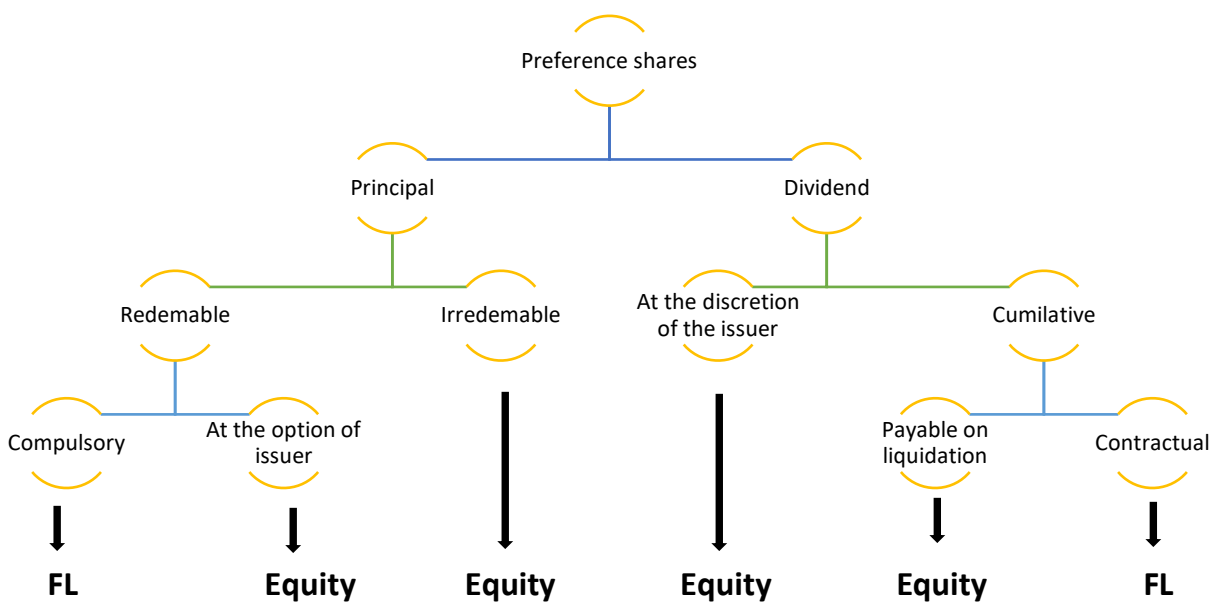 Preference shares
Principal
Dividend
Redemable
Irredemable
At the discretion
of the issuer
Cumilative
Compulsory
At the option of
issuer
Payable on
liquidation
Contractual
FL
Equity
Equity
Equity
Equity
FL